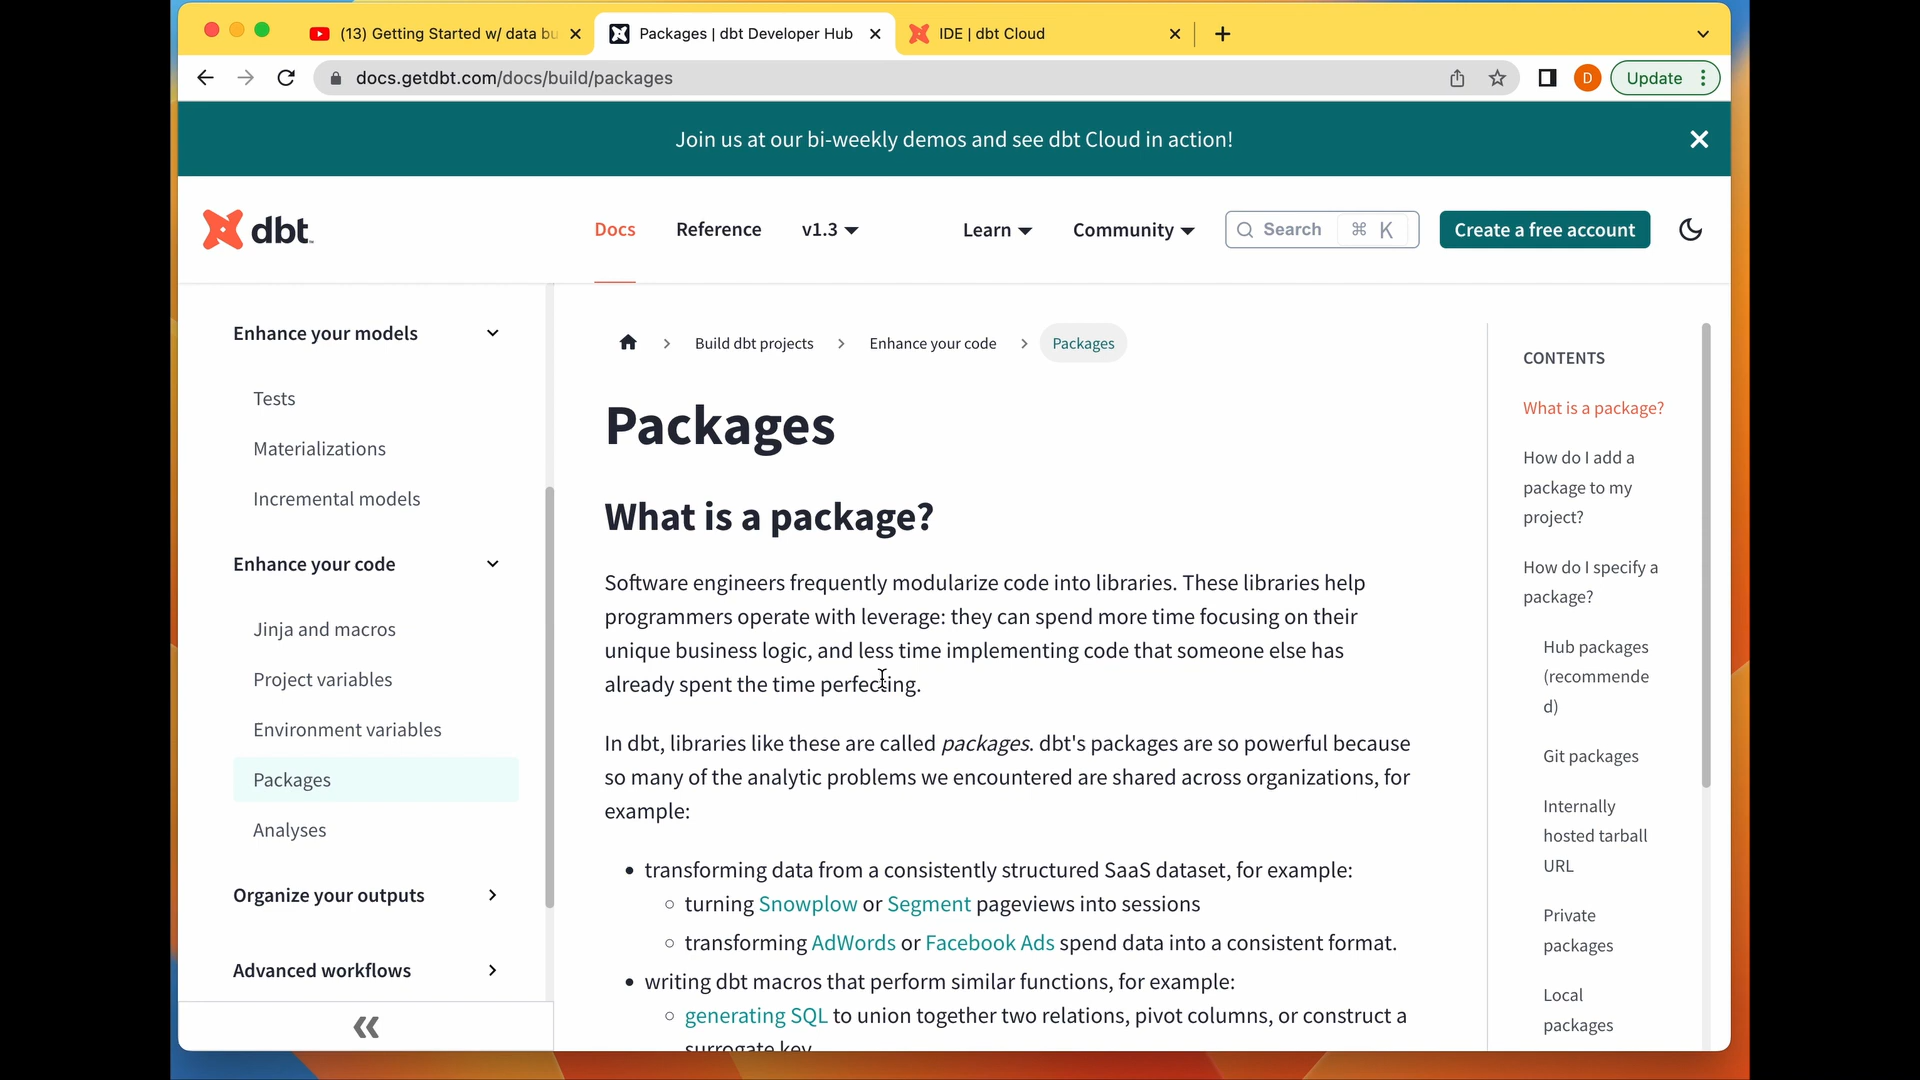 (13) Getting Started w/ data bu
Packages | dbt Developer Hub
IDE | dbt Cloud
docs.getdbt.com/docs/build/packages
D
Update
Join us at our bi-weekly demos and see dbt Cloud in action!
dbt
Docs
Reference
v1.3
Learn
Community
Search ⌘ K
Create a free account
Enhance your models
Tests
Materializations
Incremental models
Enhance your code
Jinja and macros
Project variables
Environment variables
Packages
Analyses
Organize your outputs
Advanced workflows
Build dbt projects
Enhance your code
Packages
Packages
What is a package?
Software engineers frequently modularize code into libraries. These libraries help
programmers operate with leverage: they can spend more time focusing on their
unique business logic, and less time implementing code that someone else has
already spent the time perfecting.
In dbt, libraries like these are called packages. dbt's packages are so powerful because
so many of the analytic problems we encountered are shared across organizations, for
example:
• transforming data from a consistently structured SaaS dataset, for example:
○ turning Snowplow or Segment pageviews into sessions
○ transforming AdWords or Facebook Ads spend data into a consistent format.
• writing dbt macros that perform similar functions, for example:
○ generating SQL to union together two relations, pivot columns, or construct a
surrogate key
CONTENTS
What is a package?
How do I add a
package to my
project?
How do I specify a
package?
Hub packages
(recommende
d)
Git packages
Internally
hosted tarball
URL
Private
packages
Local
packages